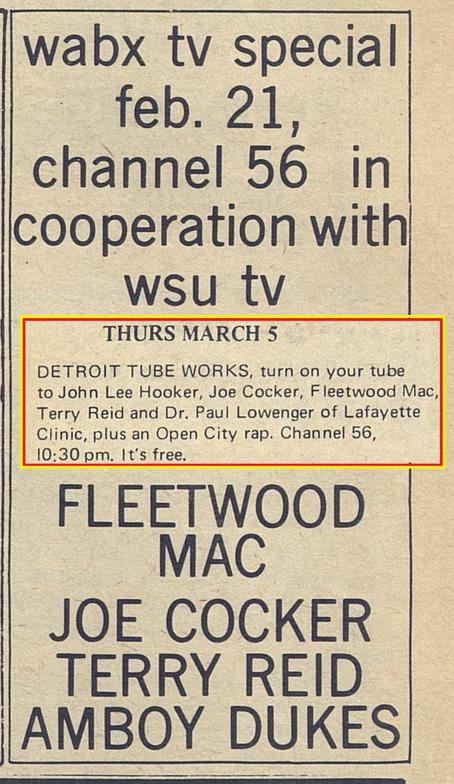 wabx tv special
feb. 21,
channel 56 in
cooperation with
wsu tv
THURS MARCH 5
DETROIT TUBE WORKS, turn on your tube
to John Lee Hooker, Joe Cocker, Fleetwood Mac,
Terry Reid and Dr. Paul Lowenger of Lafayette
Clinic, plus an Open City rap. Channel 56,
10:30 pm. It's free.
FLEETWOOD
MAC
JOE COCKER
TERRY REID
AMBOY DUKES